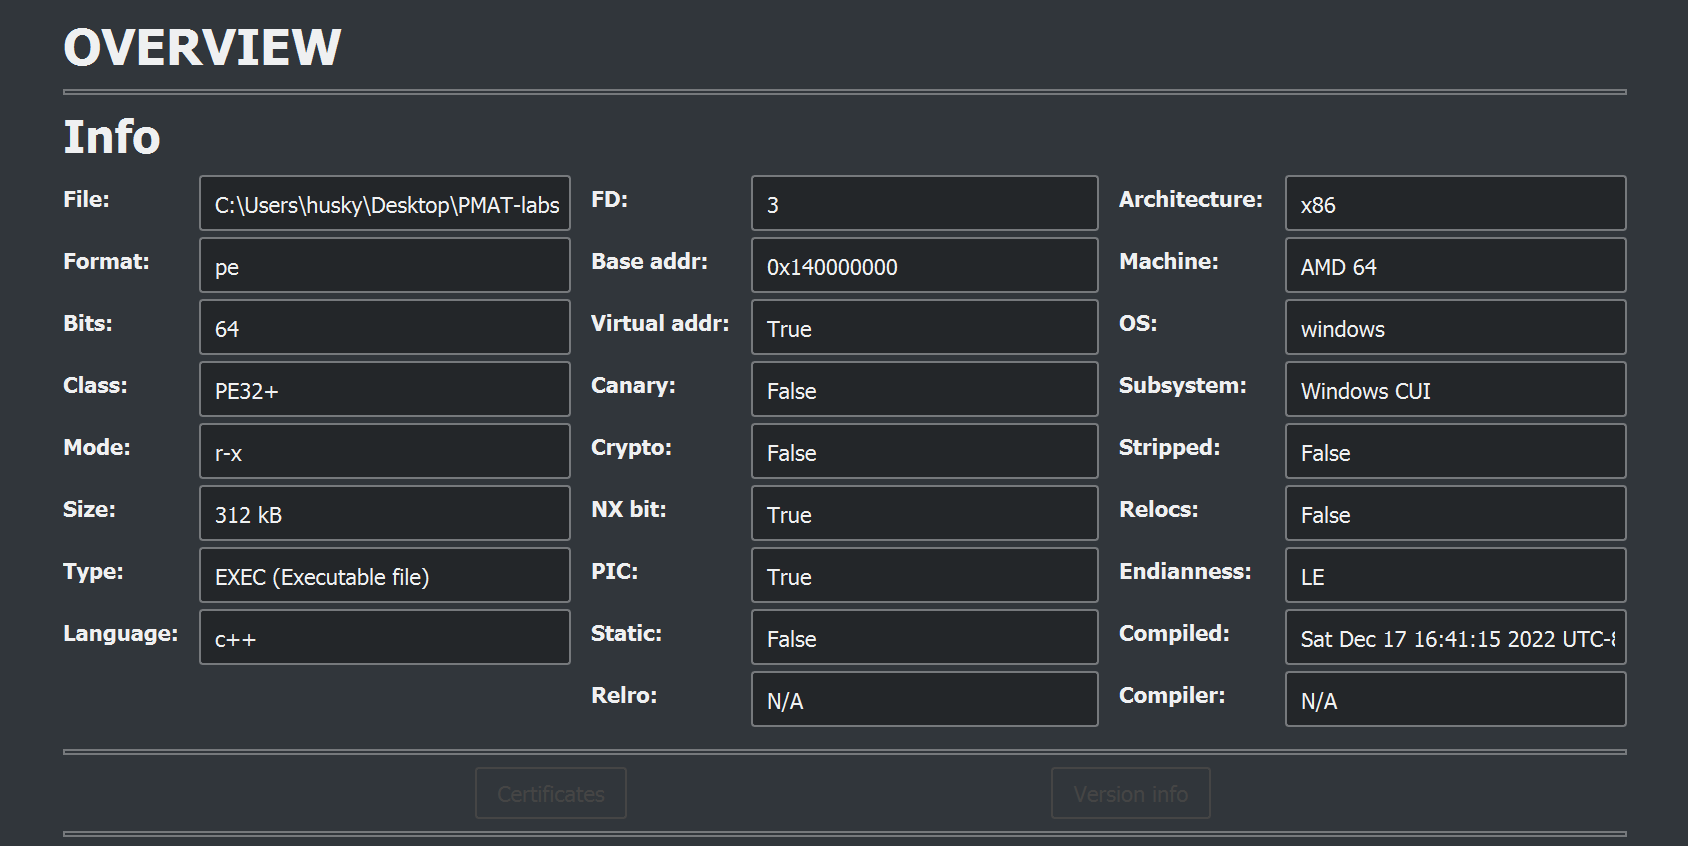 OVERVIEW
Info
File: C:\Users\husky\Desktop\PMAT-labs FD: 3 Architecture: x86
Format: pe Base addr: 0x140000000 Machine: AMD 64
Bits: 64 Virtual addr: True OS: windows
Class: PE32+ Canary: False Subsystem: Windows CUI
Mode: r-x Crypto: False Stripped: False
Size: 312 kB NX bit: True Relocs: False
Type: EXEC (Executable file) PIC: True Endianness: LE
Language: c++ Static: False Compiled: Sat Dec 17 16:41:15 2022 UTC-8
Relro: N/A Compiler: N/A
Certificates Version info